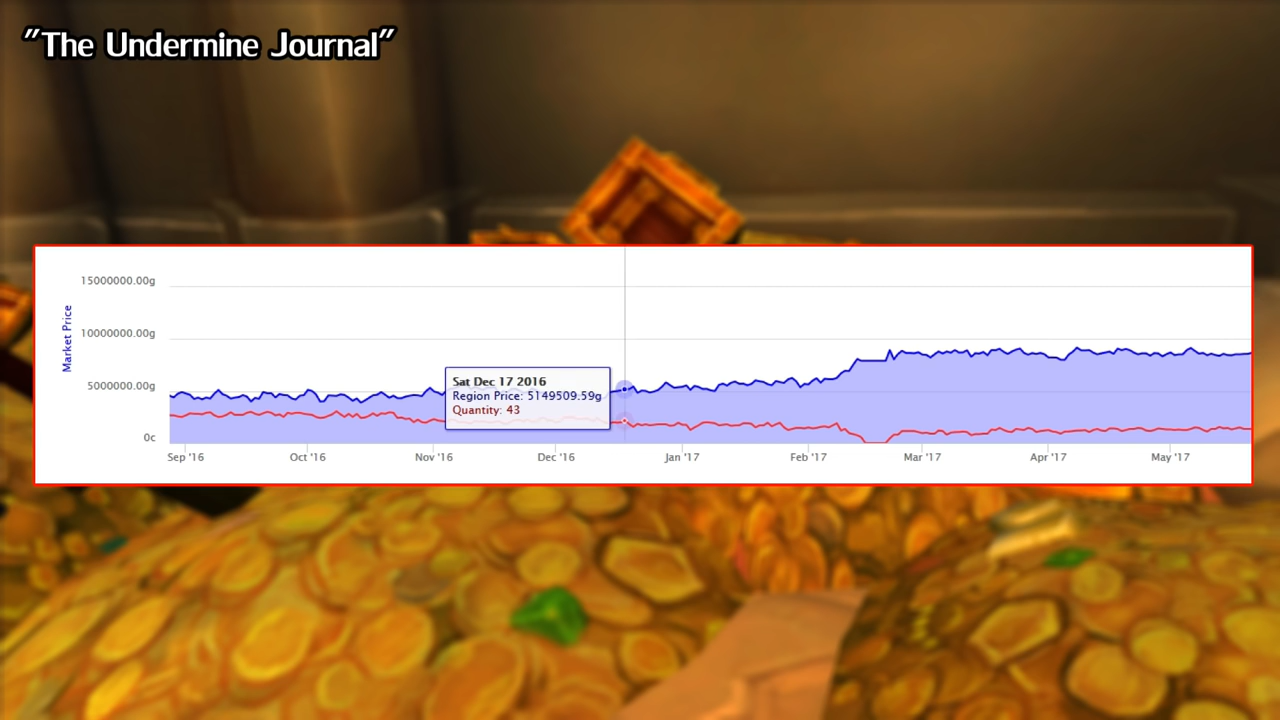 "The Undermine Journal"
Market Price
15000000.00g
10000000.00g
5000000.00g
0c
Sat Dec 17 2016
Region Price: 5149509.59g
Quantity: 43
Sep '16 Oct '16 Nov '16 Dec '16 Jan '17 Feb '17 Mar '17 Apr '17 May '17